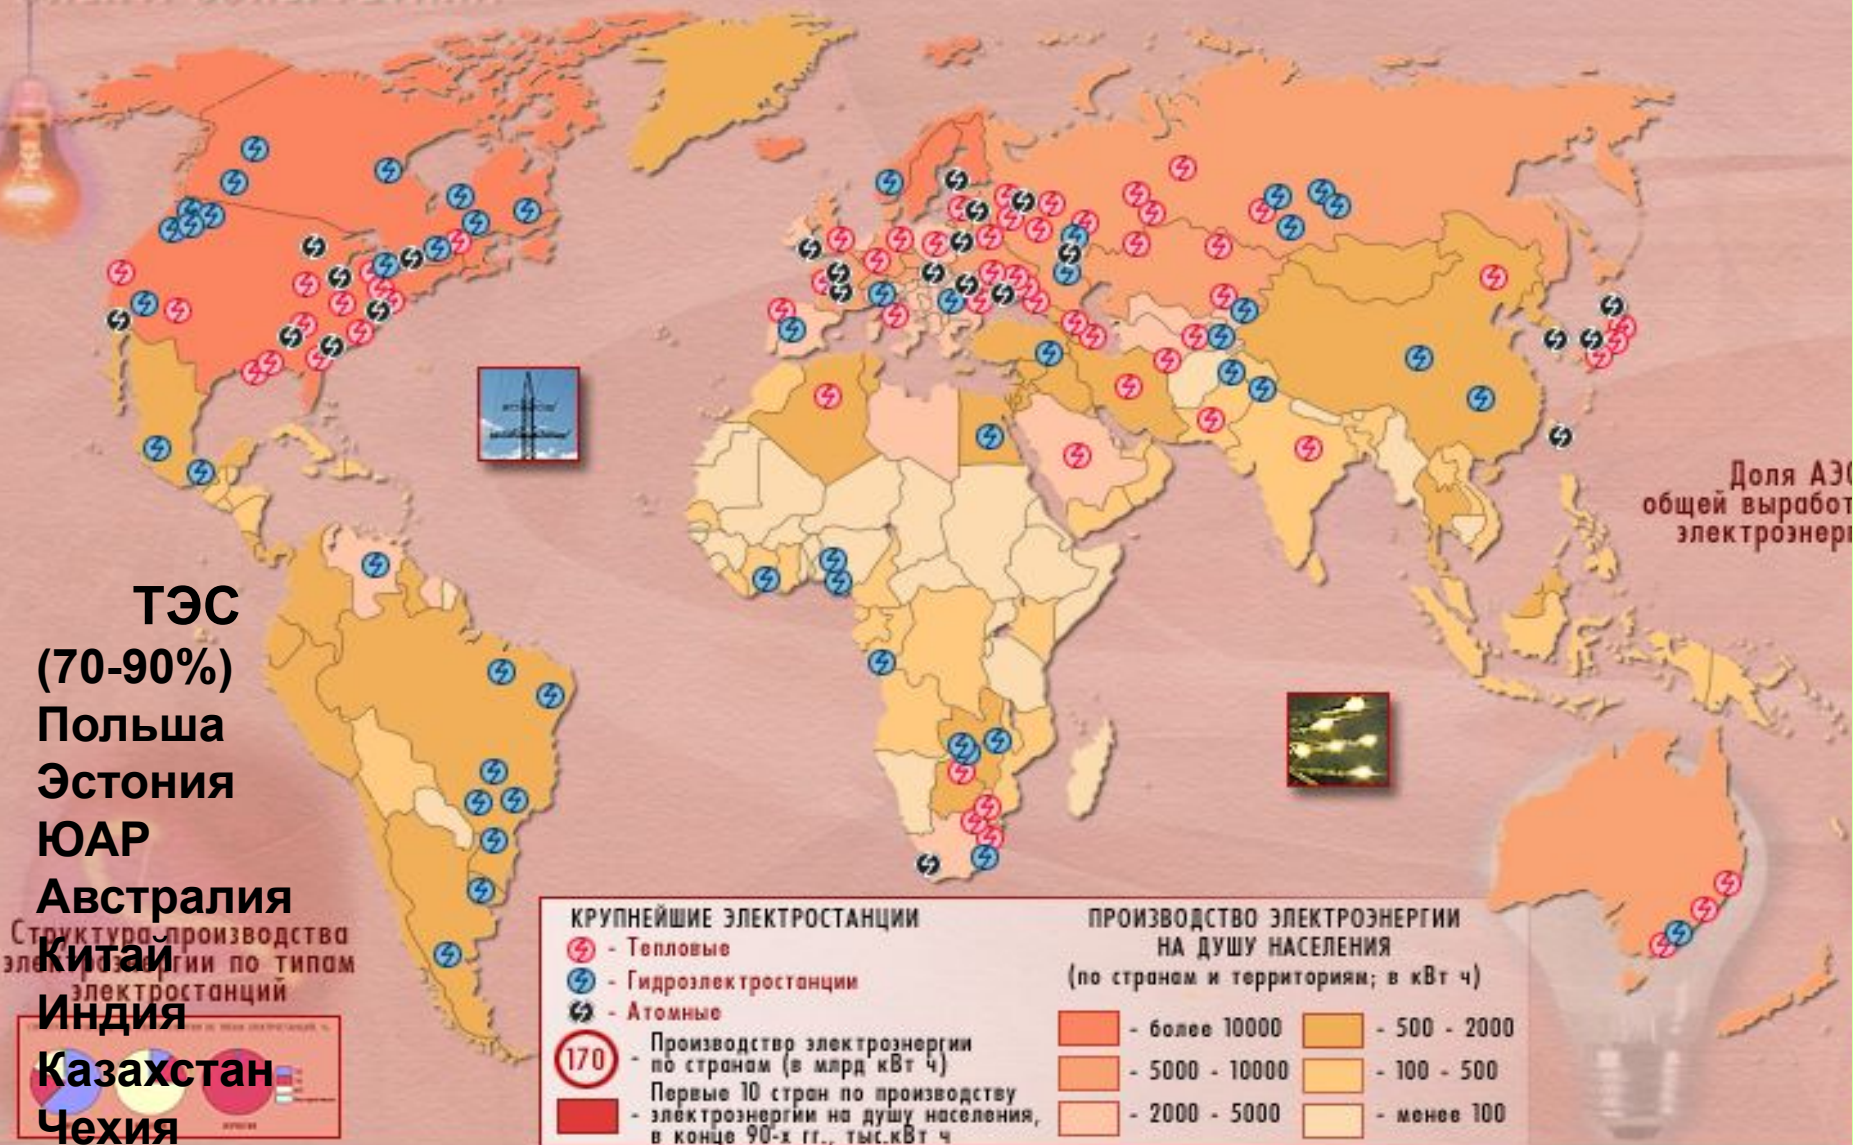 Доля АЭС
общей выработ
электроэнерг
ТЭС
(70-90%)
Польша
Эстония
ЮАР
Австралия
Китай
Индия
Казахстан
Чехия
Структура производства
электроэнергии по типам
электростанций
КРУПНЕЙШИЕ ЭЛЕКТРОСТАНЦИИ
- Тепловые
- Гидроэлектростанции
- Атомные
170 - Производство электроэнергии
по странам (в млрд кВт ч)
Первые 10 стран по производству
- электроэнергии на душу населения,
в конце 90-х гг., тыс.кВт ч
ПРОИЗВОДСТВО ЭЛЕКТРОЭНЕРГИИ
НА ДУШУ НАСЕЛЕНИЯ
(по странам и территориям; в кВт ч)
- более 10000
- 5000 - 10000
- 2000 - 5000
- 500 - 2000
- 100 - 500
- менее 100